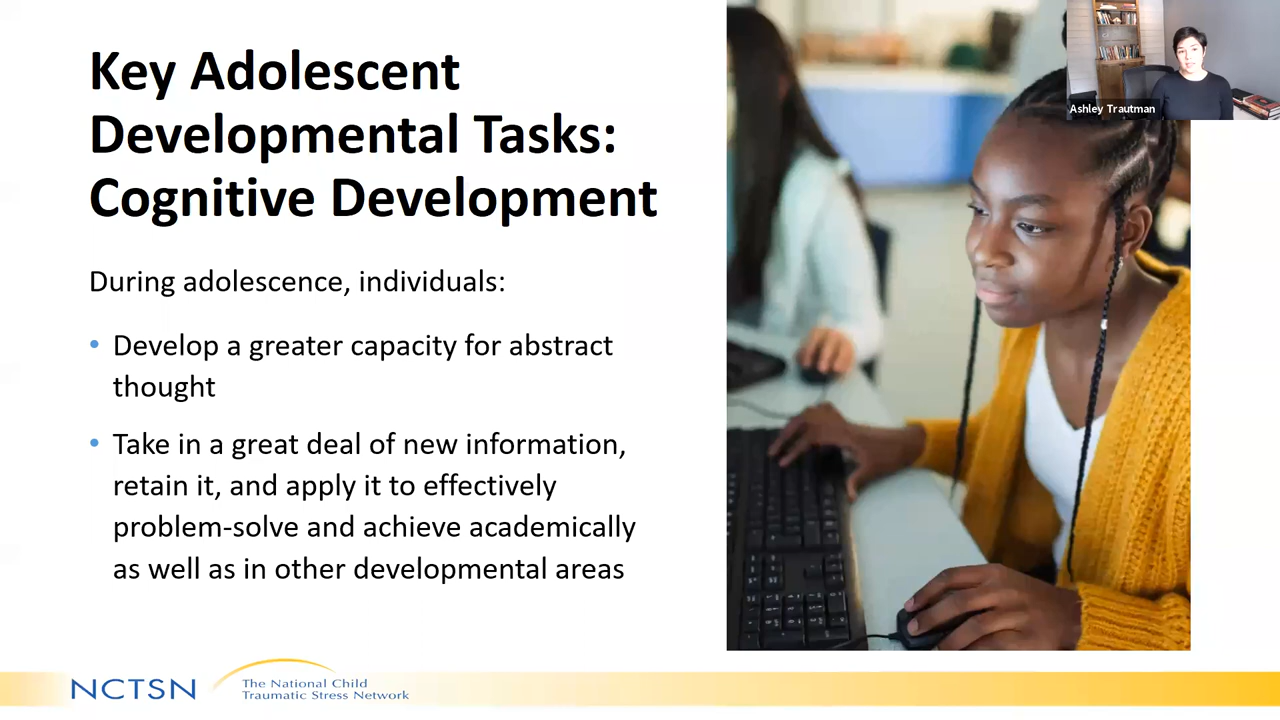 Key Adolescent
Developmental Tasks:
Cognitive Development
Ashley Trautman
During adolescence, individuals:
• Develop a greater capacity for abstract
thought
• Take in a great deal of new information,
retain it, and apply it to effectively
problem-solve and achieve academically
as well as in other developmental areas
NCTSN
The National Child
Traumatic Stress Network